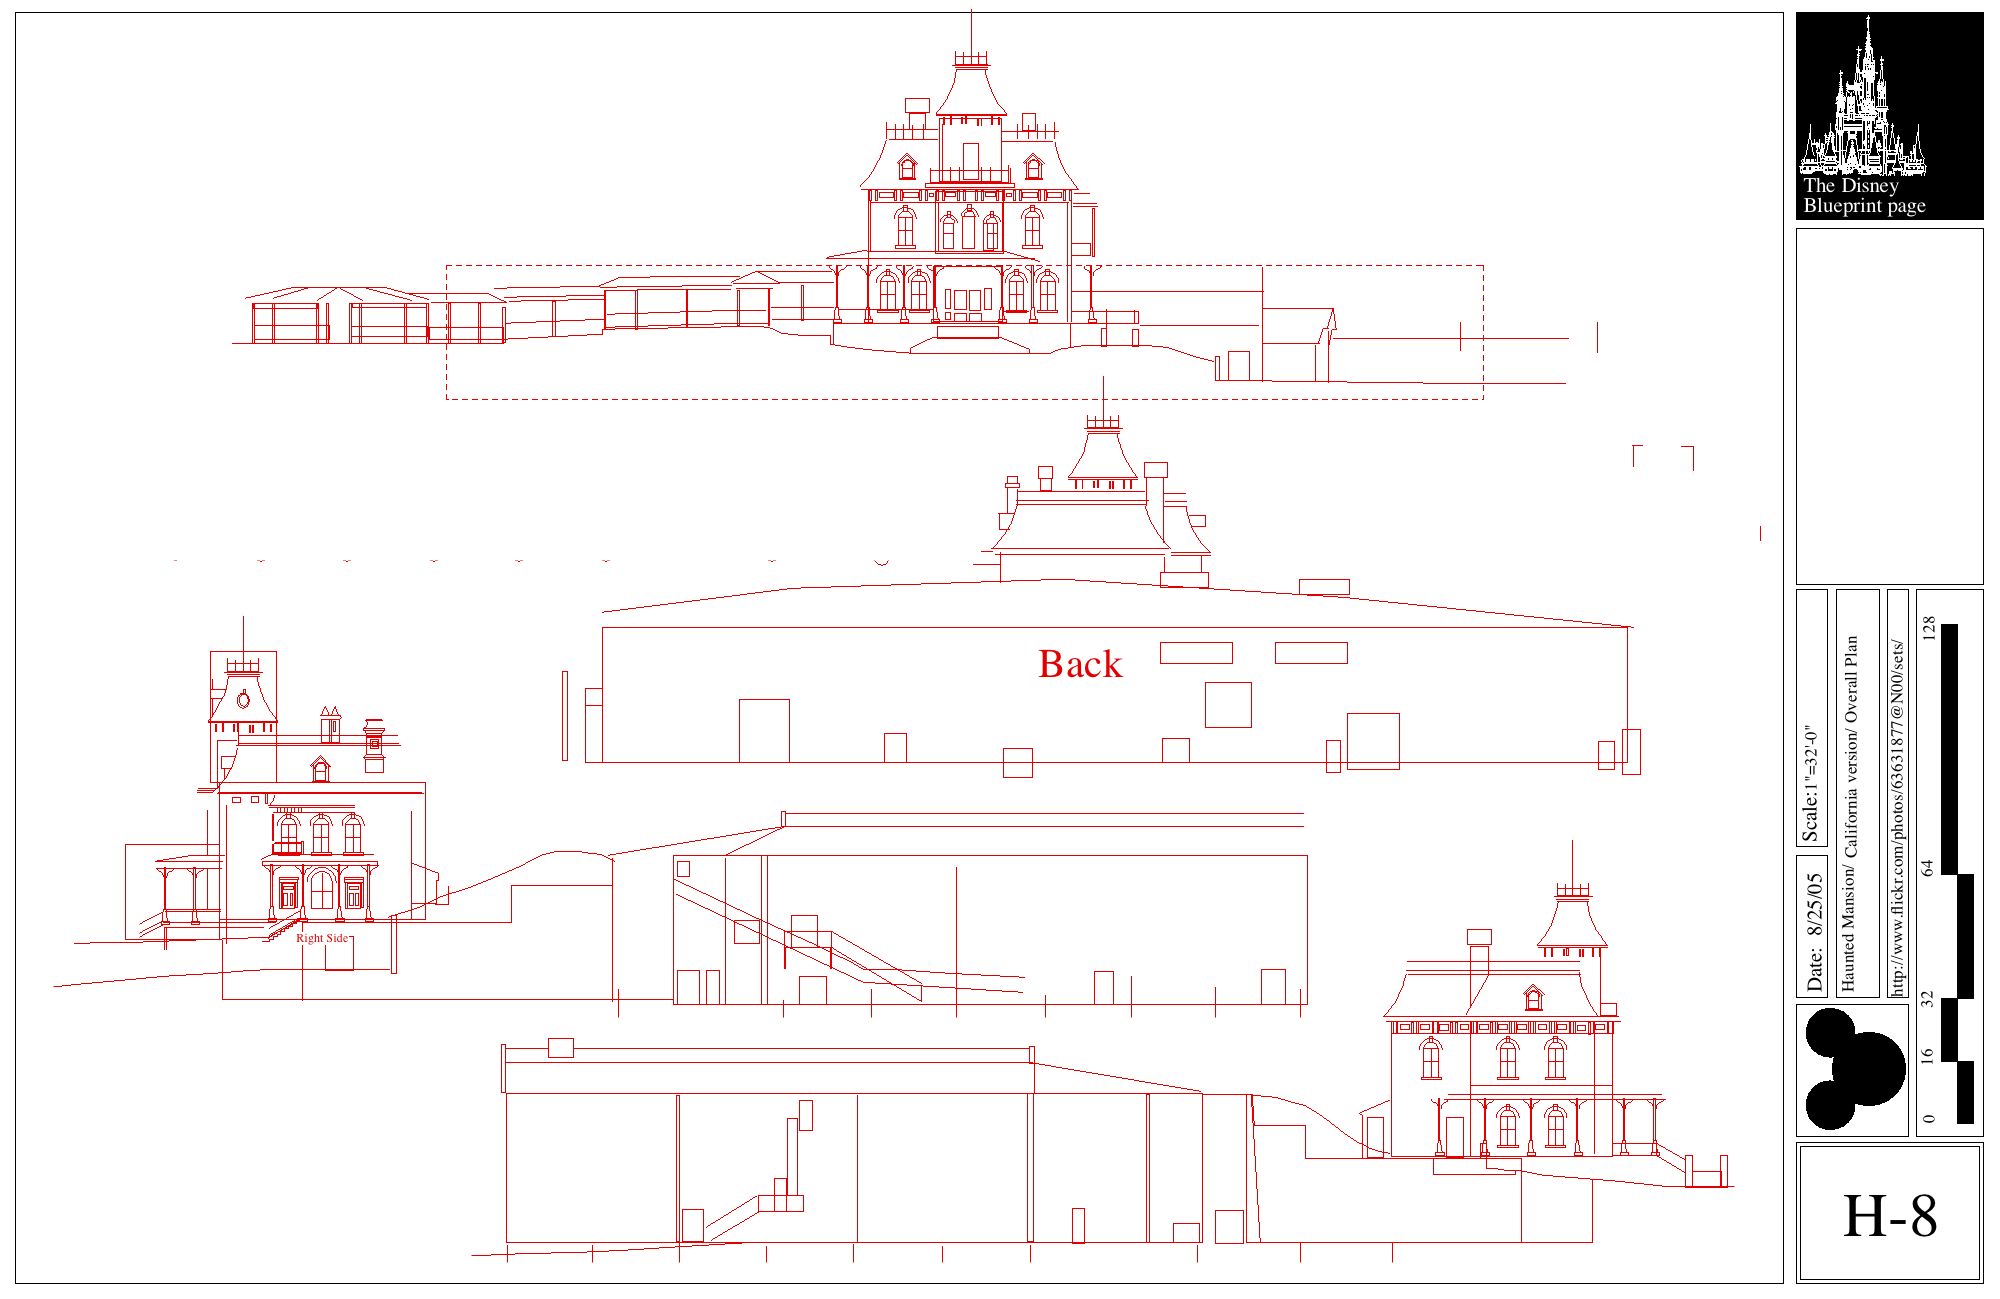 The Disney
Blueprint page
Back
Right Side
Scale:1"=32'-0"
Date: 8/25/05
Haunted Mansion/ California version/ Overall Plan
http://www.flickr.com/photos/63631877@N00/sets/
128
64
32
16
0
H-8